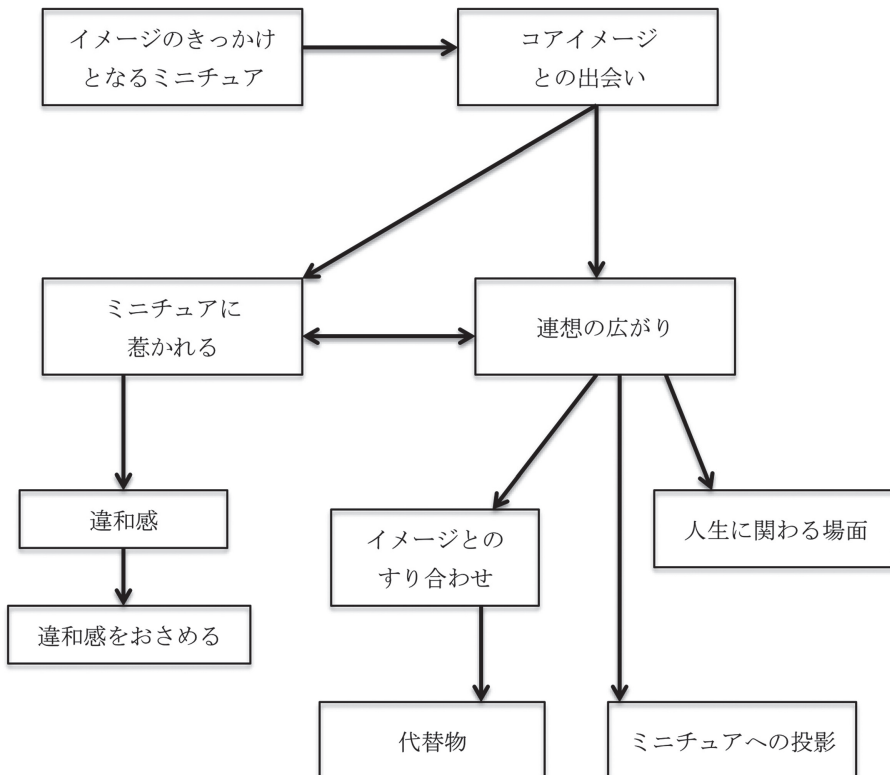 イメージのきっかけ
となるミニチュア
コアイメージ
との出会い
ミニチュアに
惹かれる
連想の広がり
違和感
イメージとの
すり合わせ
人生に関わる場面
違和感をおさめる
代替物
ミニチュアへの投影